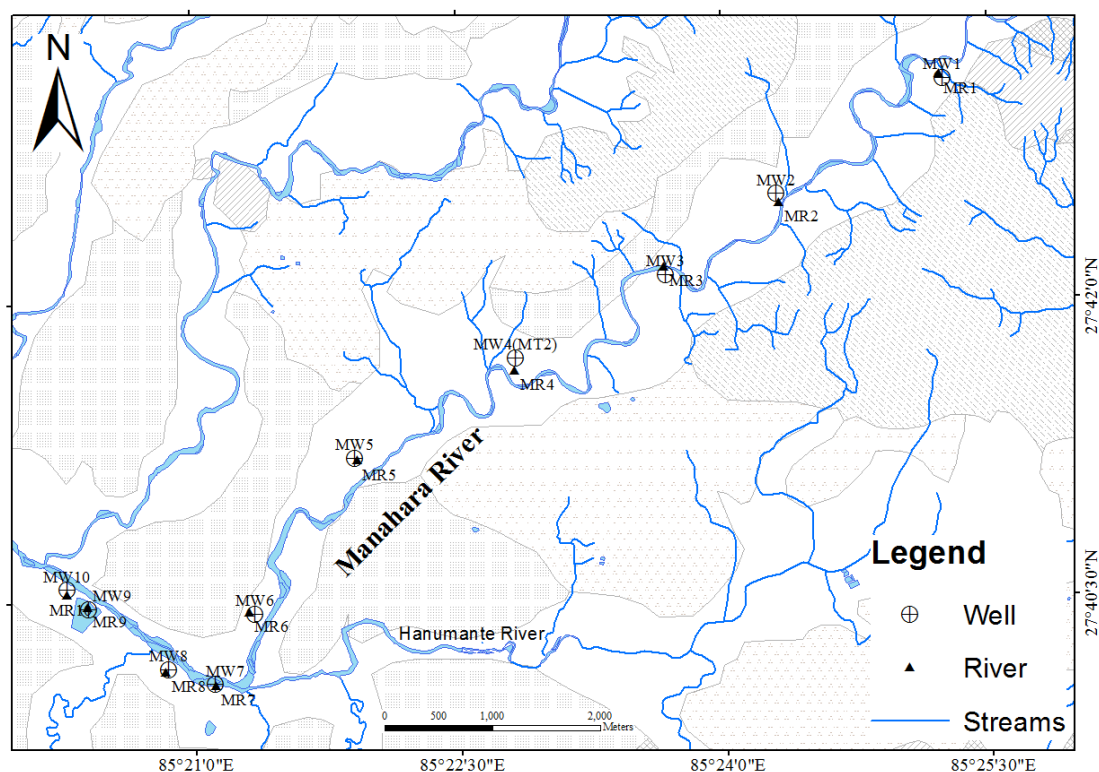 N
MW1
MR1
MW2
MR2
MW3
MR3
27°42'0"N
MW4(MT2)
MR4
MW5
MR5
Manahara River
Legend
Well
River
Streams
MW10
MW9
MR9
MW6
MR6
27°40'30"N
Hanumante River
MW8
MR8
MW7
MR7
0 500 1,000 2,000
Meters
85°21'0"E 85°22'30"E 85°24'0"E 85°25'30"E